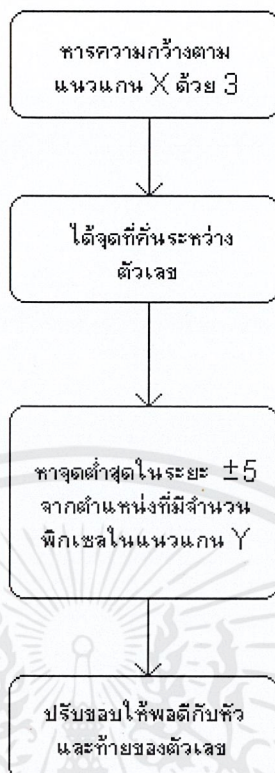 หารความกว้างตาม
แนวแกน X ด้วย 3
ได้จุดที่คั่นระหว่าง
ตัวเลข
หาจุดต่ำสุดในระยะ ±5
จากตำแหน่งที่มีจำนวน
พิกเซลในแนวแกน Y
ปรับขอบให้พอดีกับหัว
และท้ายของตัวเลข